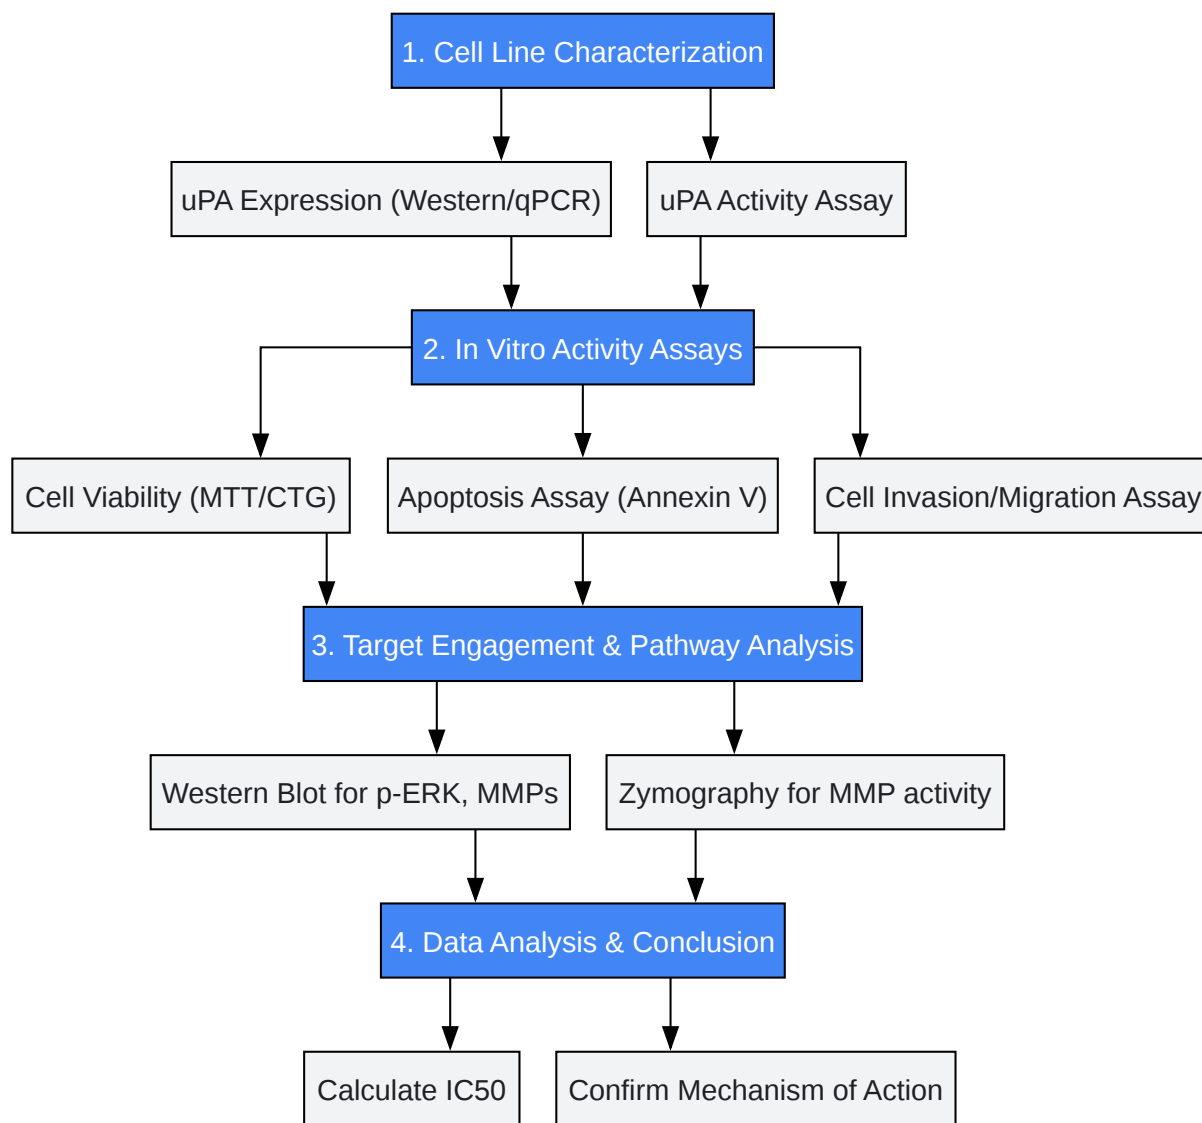 1. Cell Line Characterization
uPA Expression (Western/qPCR)
uPA Activity Assay
2. In Vitro Activity Assays
Cell Viability (MTT/CTG)
Apoptosis Assay (Annexin V)
Cell Invasion/Migration Assay
3. Target Engagement & Pathway Analysis
Western Blot for p-ERK, MMPs
Zymography for MMP activity
4. Data Analysis & Conclusion
Calculate IC50
Confirm Mechanism of Action